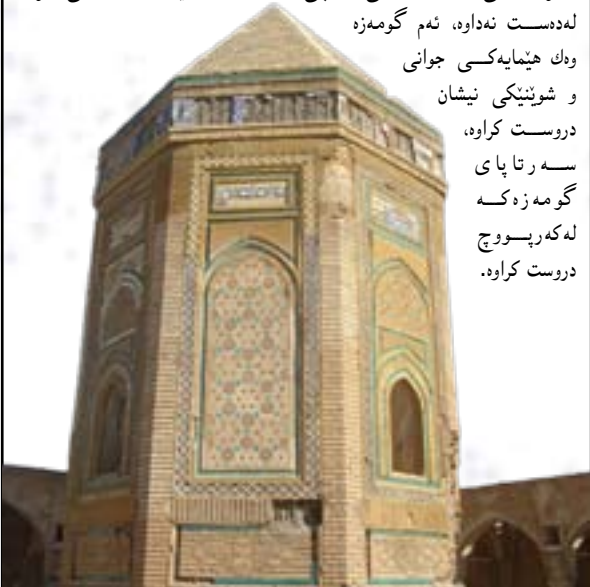 لەدەست نەداوە، ئەم گومەزە
وەك هێمایەکی جوانی
و شوێنێکی نیشان
دروست کراوە،
سەرتاپای
گومەزەکە
لەکەرپووچ
دروست کراوە.